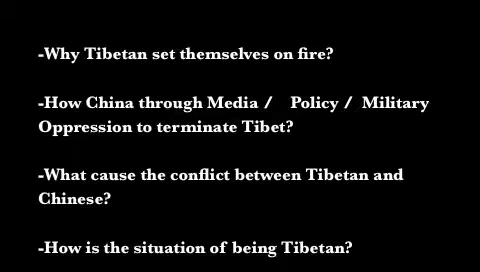 -Why Tibetan set themselves on fire?
-How China through Media / Policy / Military
Oppression to terminate Tibet?
-What cause the conflict between Tibetan and
Chinese?
-How is the situation of being Tibetan?